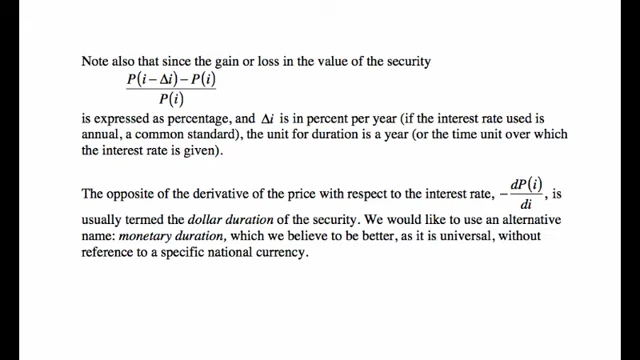 Note also that since the gain or loss in the value of the security
P(i − Δi) − P(i)
P(i)
is expressed as percentage, and Δi is in percent per year (if the interest rate used is
annual, a common standard), the unit for duration is a year (or the time unit over which
the interest rate is given).
The opposite of the derivative of the price with respect to the interest rate, − dP(i)/di, is
usually termed the dollar duration of the security. We would like to use an alternative
name: monetary duration, which we believe to be better, as it is universal, without
reference to a specific national currency.